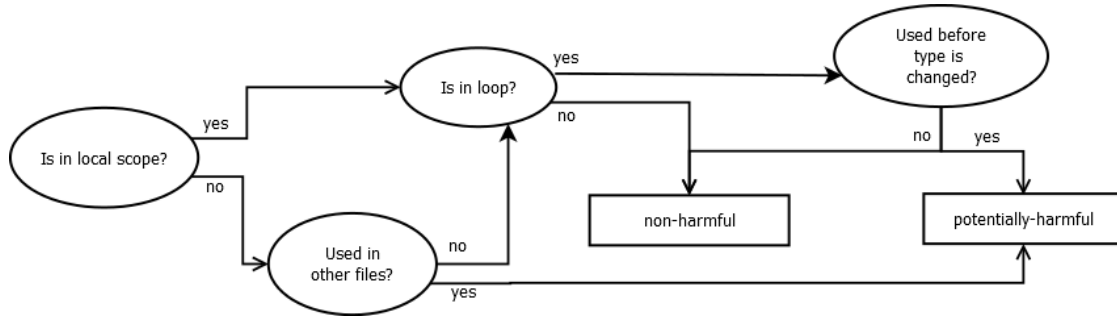 Used before
type is
changed?
yes
Is in loop?
no
yes
Is in local scope?
no
no
yes
non-harmful
potentially-harmful
Used in
other files?
no
yes